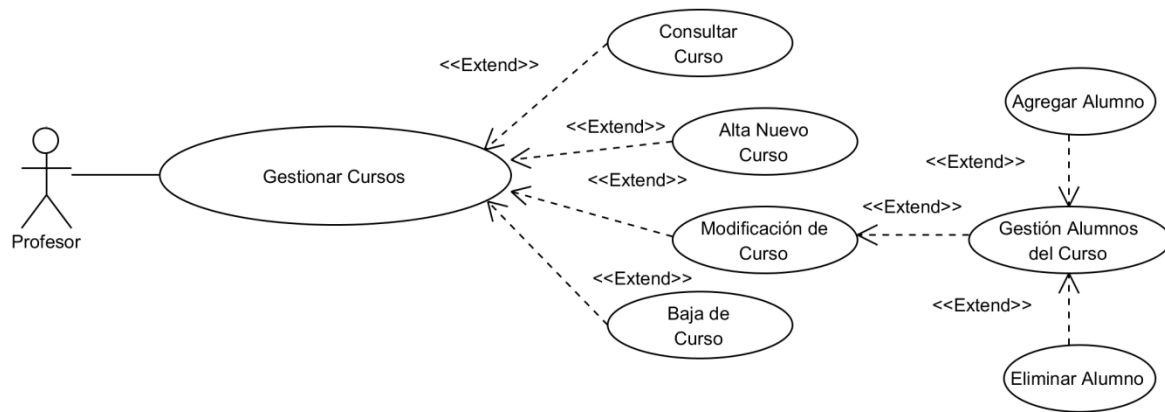 Consultar
Curso
<<Extend>>
Agregar Alumno
<<Extend>>
Alta Nuevo
Curso
<<Extend>>
Gestionar Cursos
<<Extend>>
<<Extend>>
Modificación de
Curso
Gestión Alumnos
del Curso
Profesor
<<Extend>>
<<Extend>>
Baja de
Curso
Eliminar Alumno